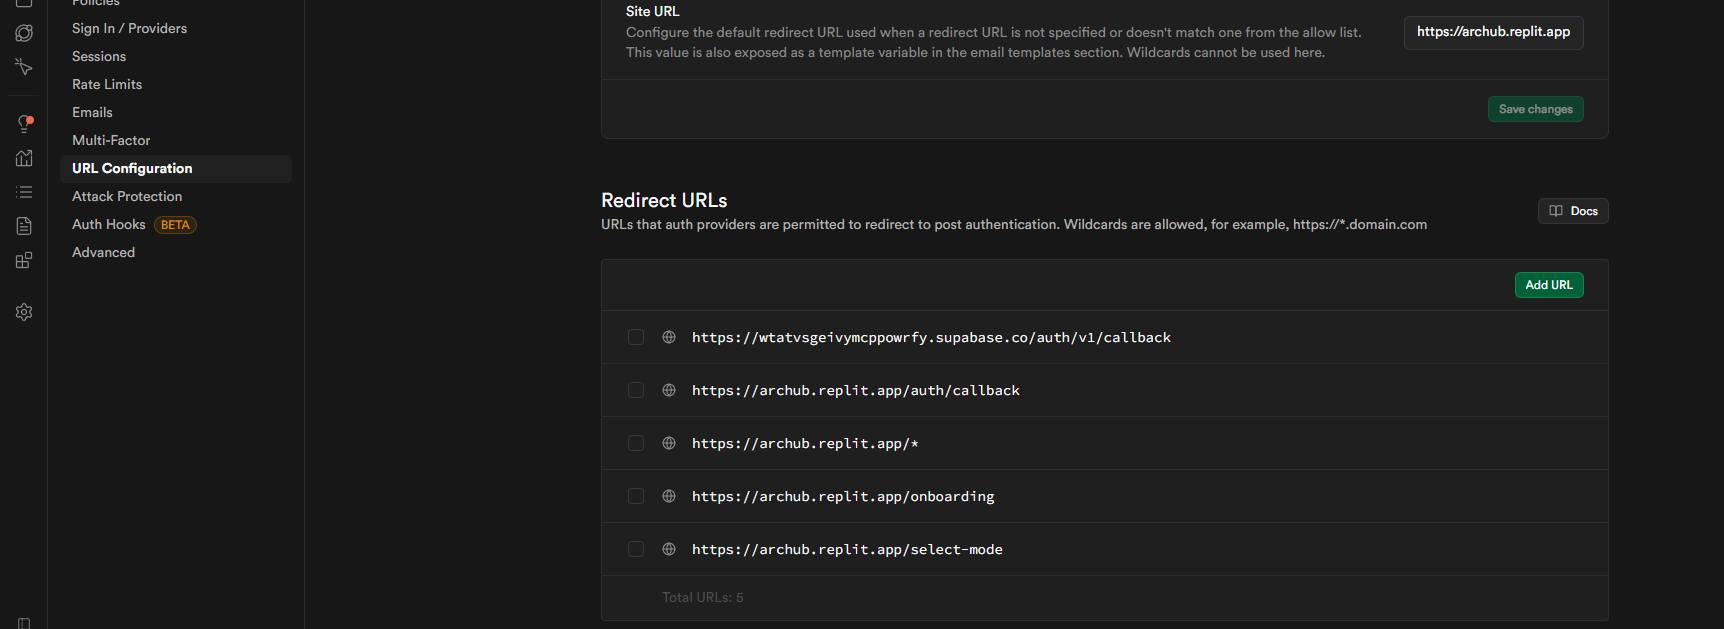 Policies
Sign In / Providers
Sessions
Rate Limits
Emails
Multi-Factor
URL Configuration
Attack Protection
Auth Hooks BETA
Advanced
Site URL
Configure the default redirect URL used when a redirect URL is not specified or doesn't match one from the allow list.
This value is also exposed as a template variable in the email templates section. Wildcards cannot be used here.
https://archub.replit.app
Save changes
Redirect URLs
URLs that auth providers are permitted to redirect to post authentication. Wildcards are allowed, for example, https://*.domain.com
Docs
Add URL
https://wtatvsgeivymcppowrfy.supabase.co/auth/v1/callback
https://archub.replit.app/auth/callback
https://archub.replit.app/*
https://archub.replit.app/onboarding
https://archub.replit.app/select-mode
Total URLs: 5